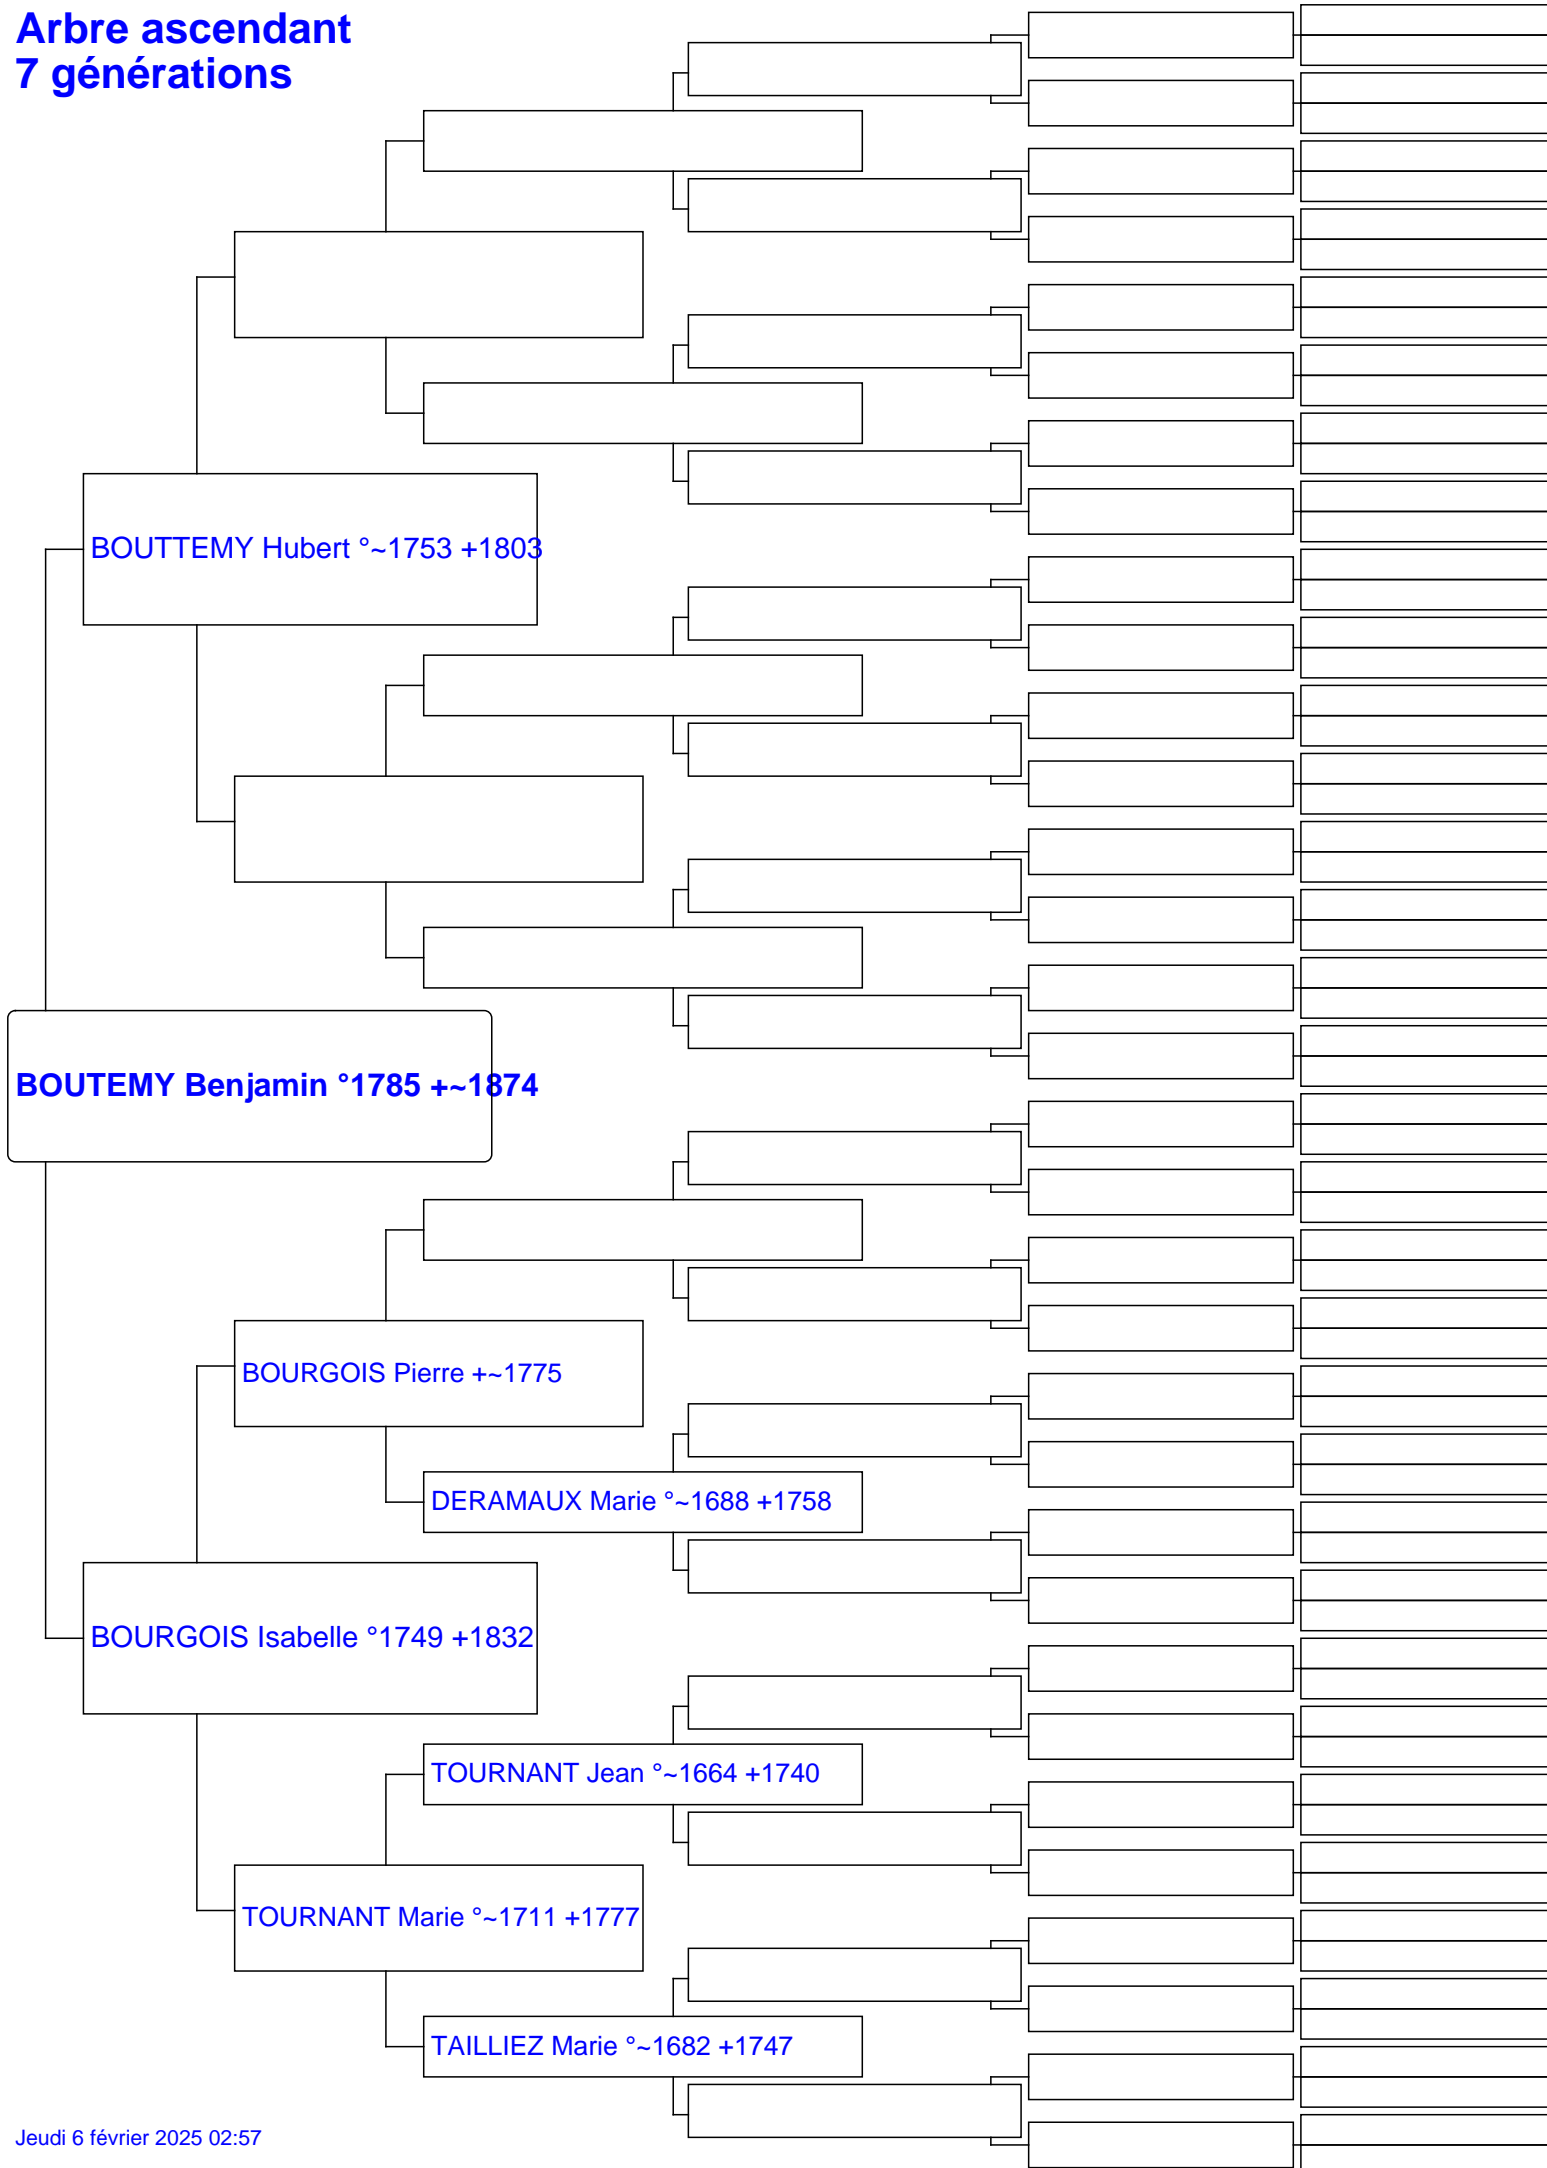 Arbre ascendant
7 générations
BOUTTEMY Hubert °~1753 +1803
BOUTEMY Benjamin °1785 +~1874
BOURGOIS Pierre +~1775
DERAMAUX Marie °~1688 +1758
BOURGOIS Isabelle °1749 +1832
TOURNANT Jean °~1664 +1740
TOURNANT Marie °~1711 +1777
TAILLIEZ Marie °~1682 +1747
Jeudi 6 février 2025 02:57